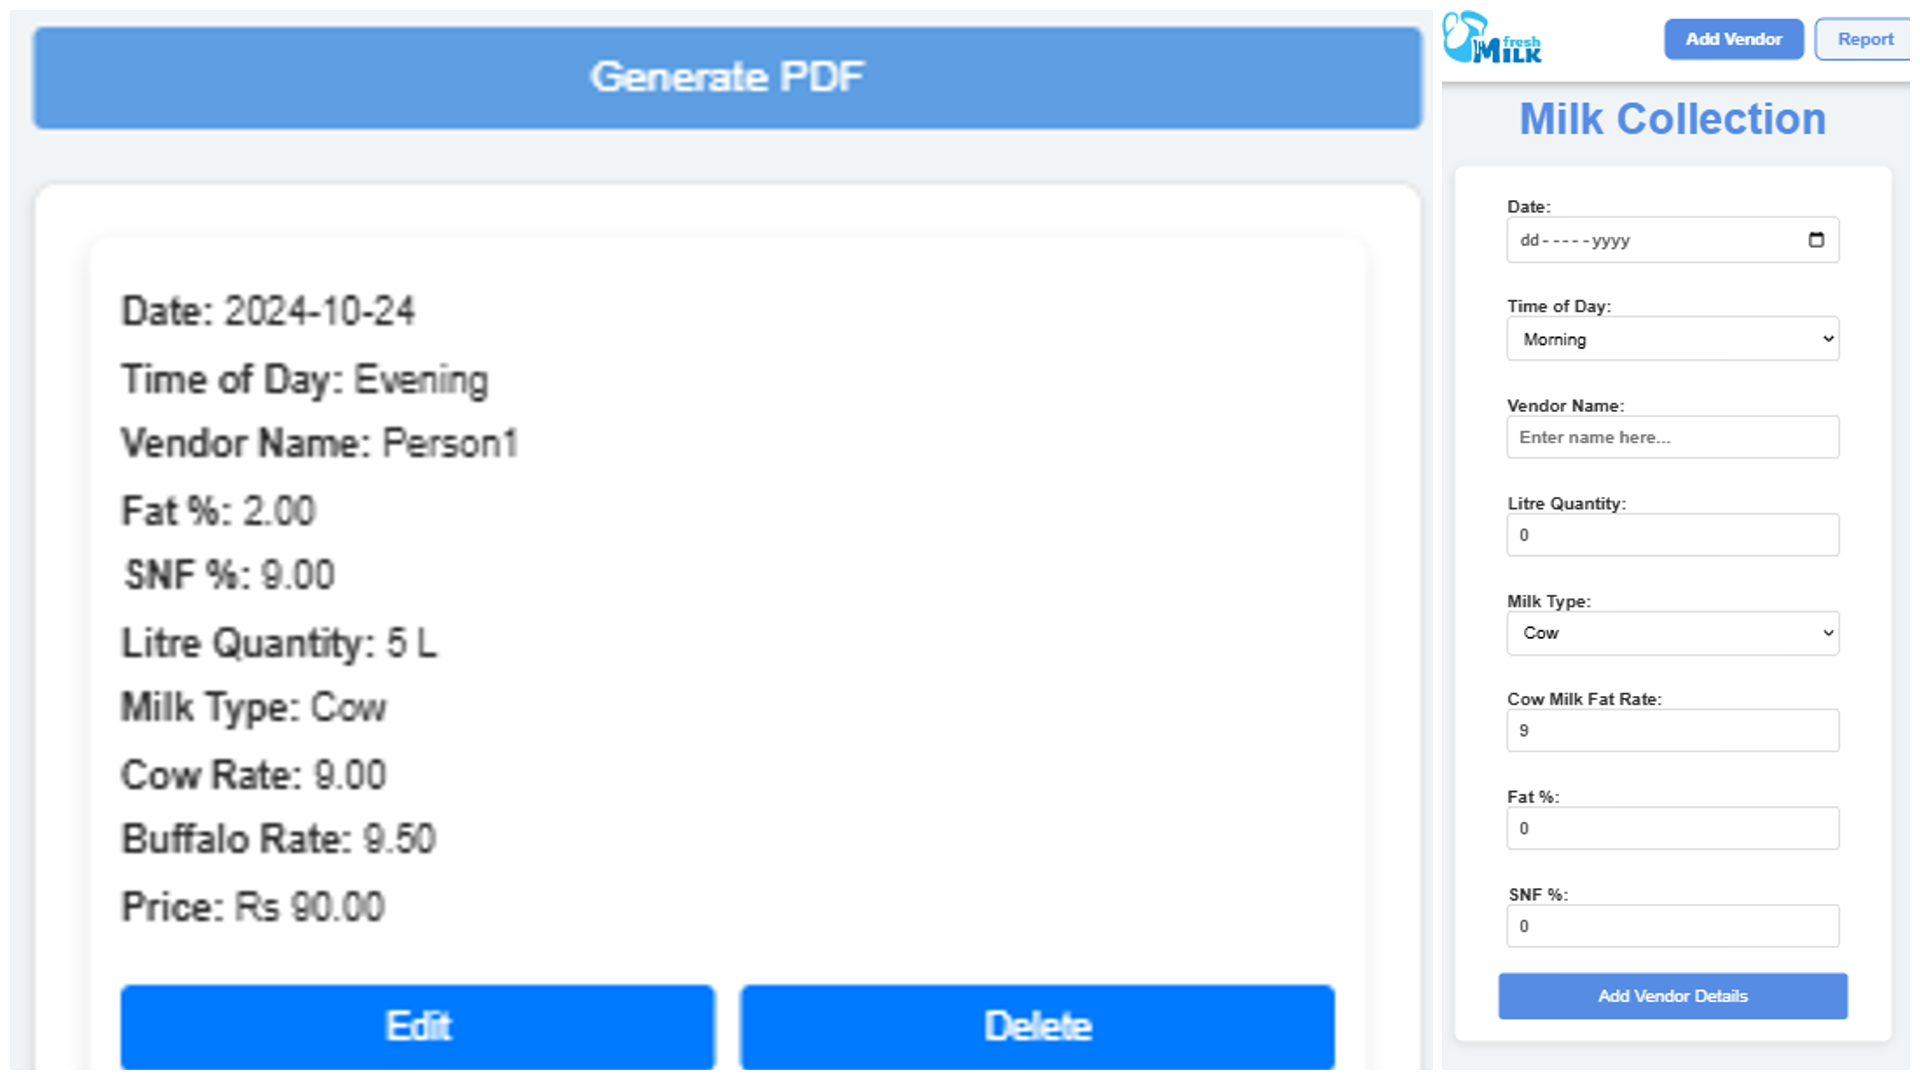 Generate PDF
Date: 2024-10-24
Time of Day: Evening
Vendor Name: Person1
Fat %: 2.00
SNF %: 9.00
Litre Quantity: 5 L
Milk Type: Cow
Cow Rate: 9.00
Buffalo Rate: 9.50
Price: Rs 90.00
Edit
Delete
fresh
MILK
Add Vendor
Report
Milk Collection
Date:
dd-----yyyy
Time of Day:
Morning
Vendor Name:
Enter name here...
Litre Quantity:
0
Milk Type:
Cow
Cow Milk Fat Rate:
9
Fat %:
0
SNF %:
0
Add Vendor Details